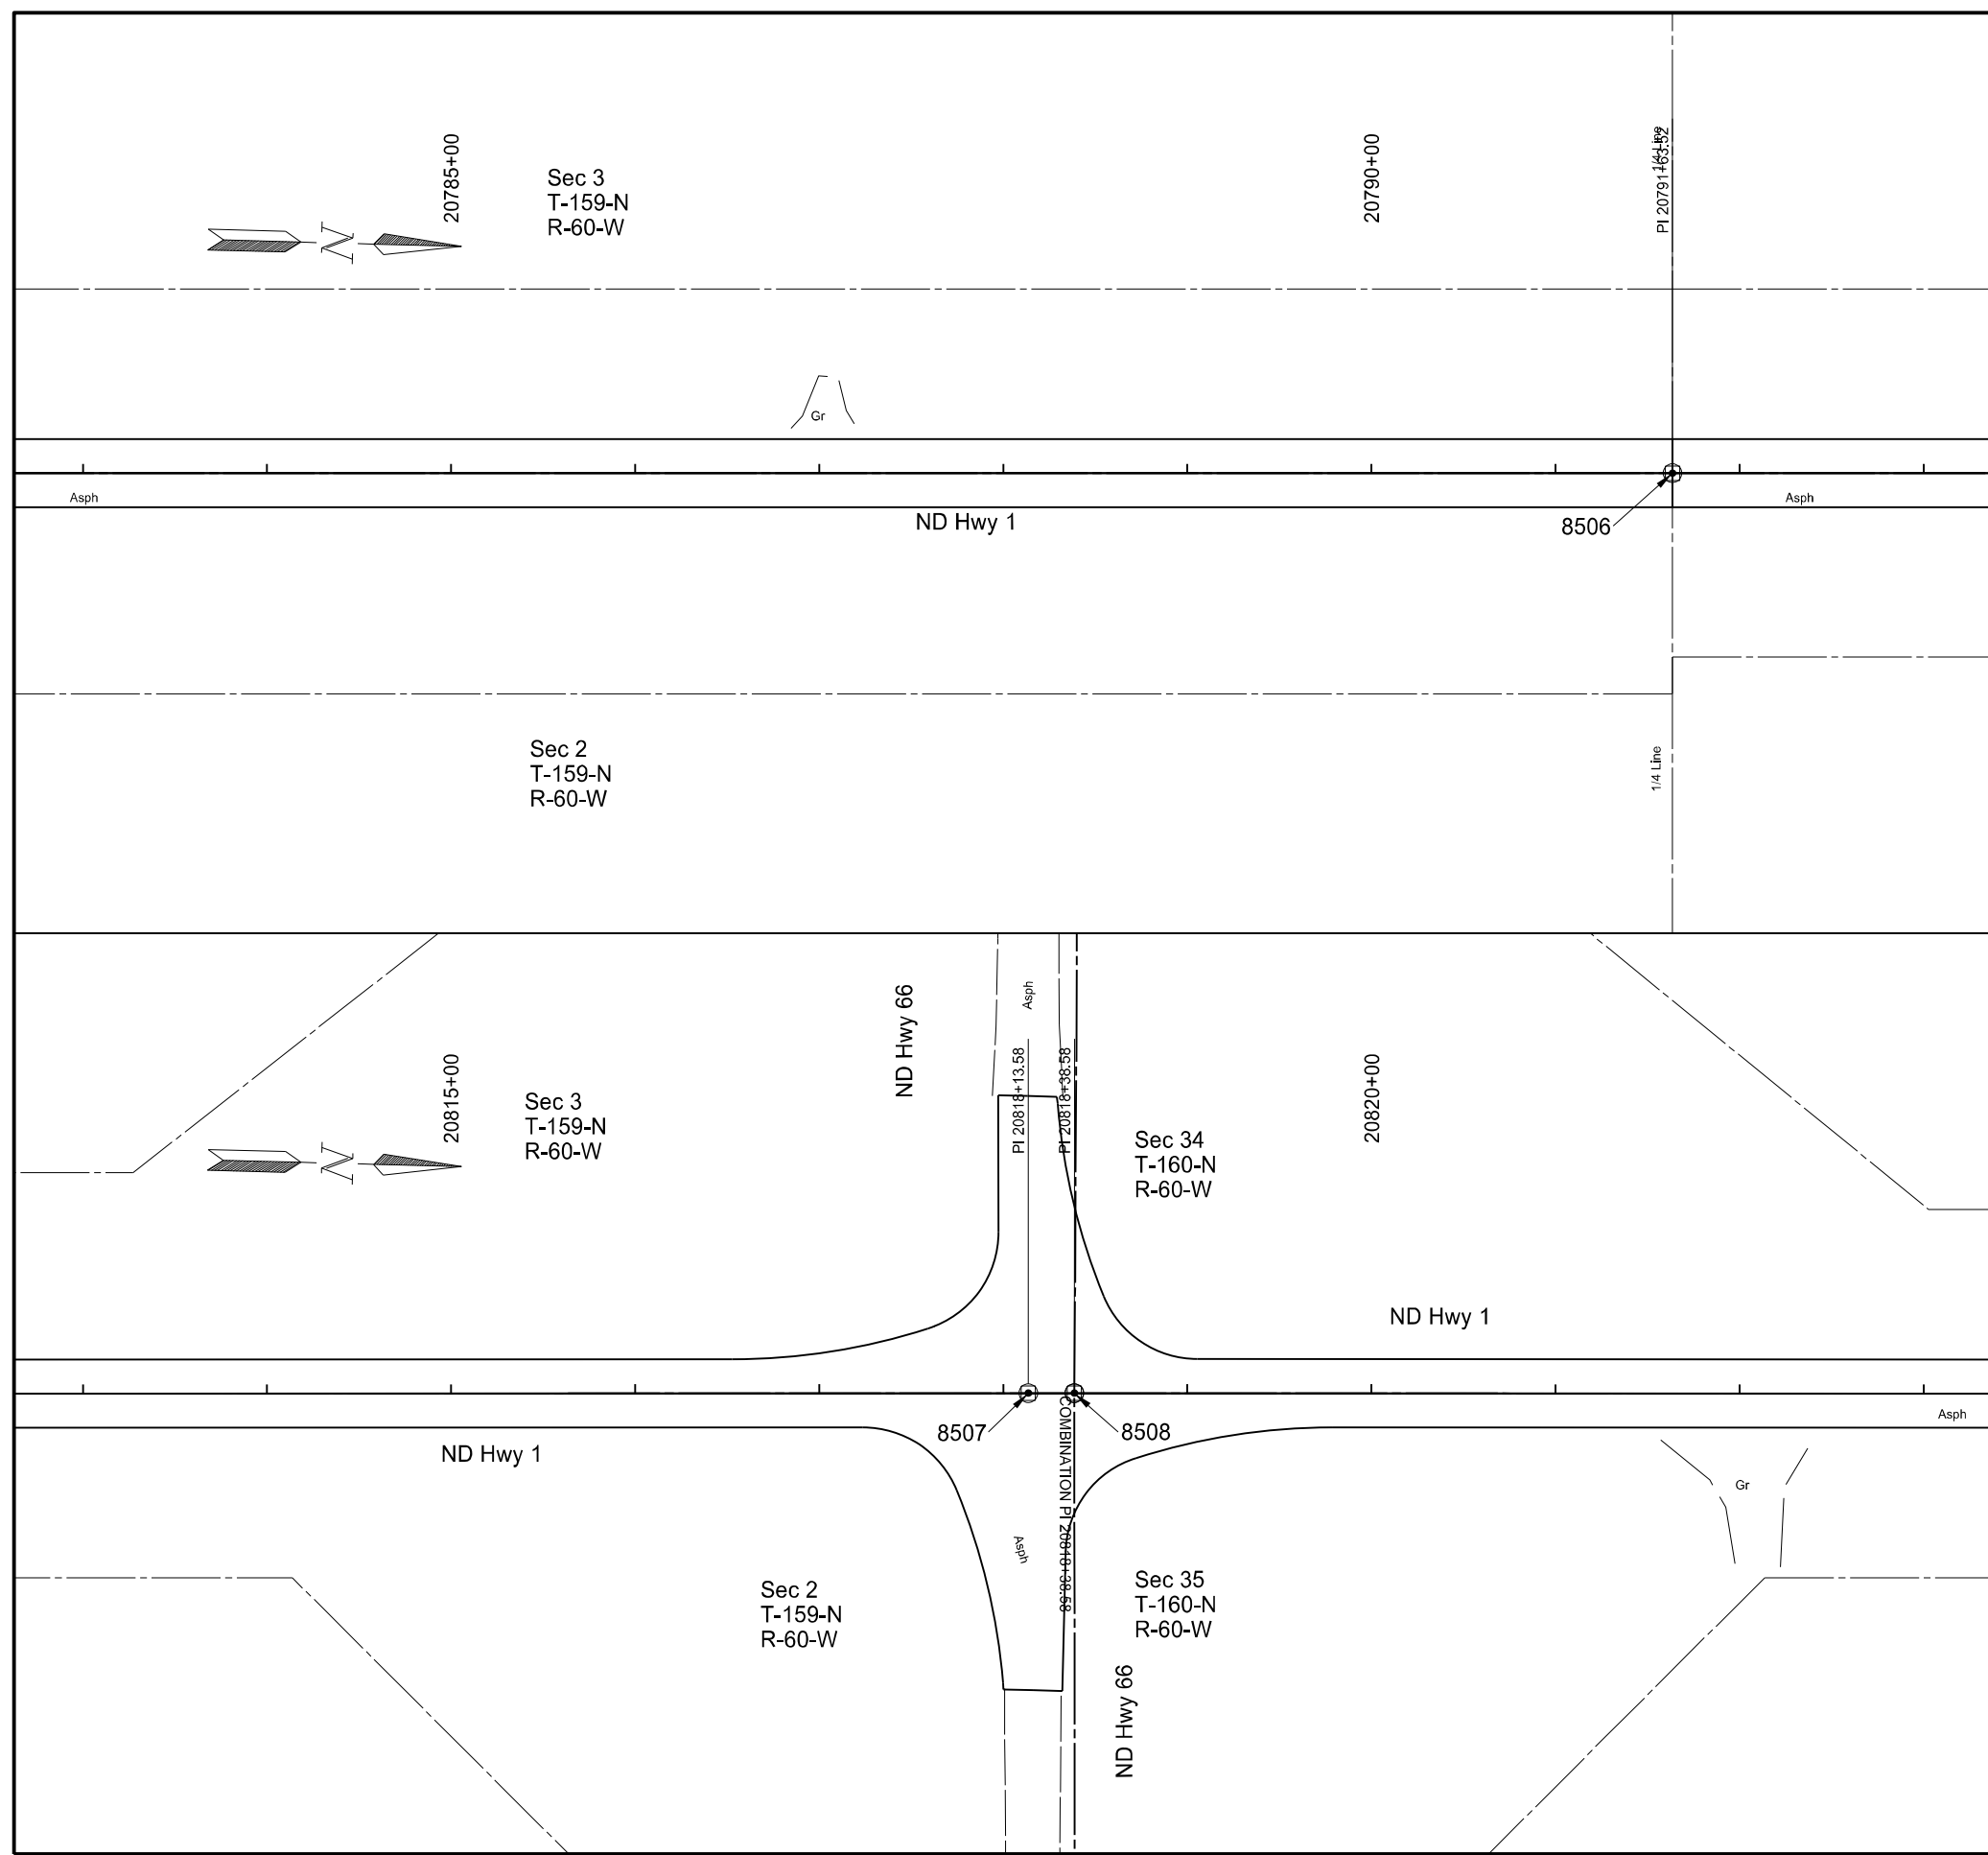 20785+00
Sec 3
T-159-N
R-60-W
N
20790+00
1/4 Line
PI 20791+63.52
Gr
Asph
ND Hwy 1
8506
Asph
Sec 2
T-159-N
R-60-W
1/4 Line
ND Hwy 66
Asph
20815+00
Sec 3
T-159-N
R-60-W
N
PI 20818+13.58
PI 20818+38.58
20820+00
Sec 34
T-160-N
R-60-W
ND Hwy 1
8507
8508
Asph
ND Hwy 1
COMBINATION PI 20818+38.58
Gr
Asph
Sec 2
T-159-N
R-60-W
Sec 35
T-160-N
R-60-W
ND Hwy 66